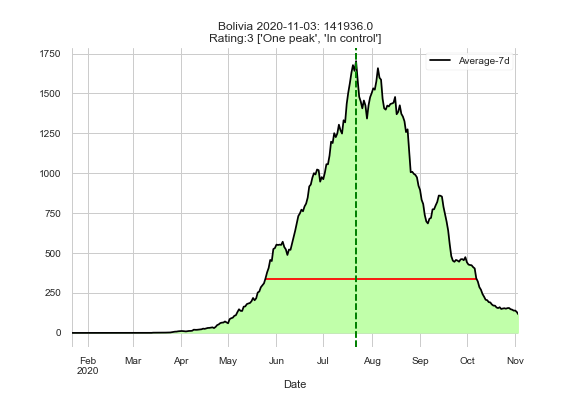 Bolivia 2020-11-03: 141936.0
Rating:3 ['One peak', 'In control']
Average-7d
1750
1500
1250
1000
750
500
250
0
Feb Mar Apr May Jun Jul Aug Sep Oct Nov
2020
Date